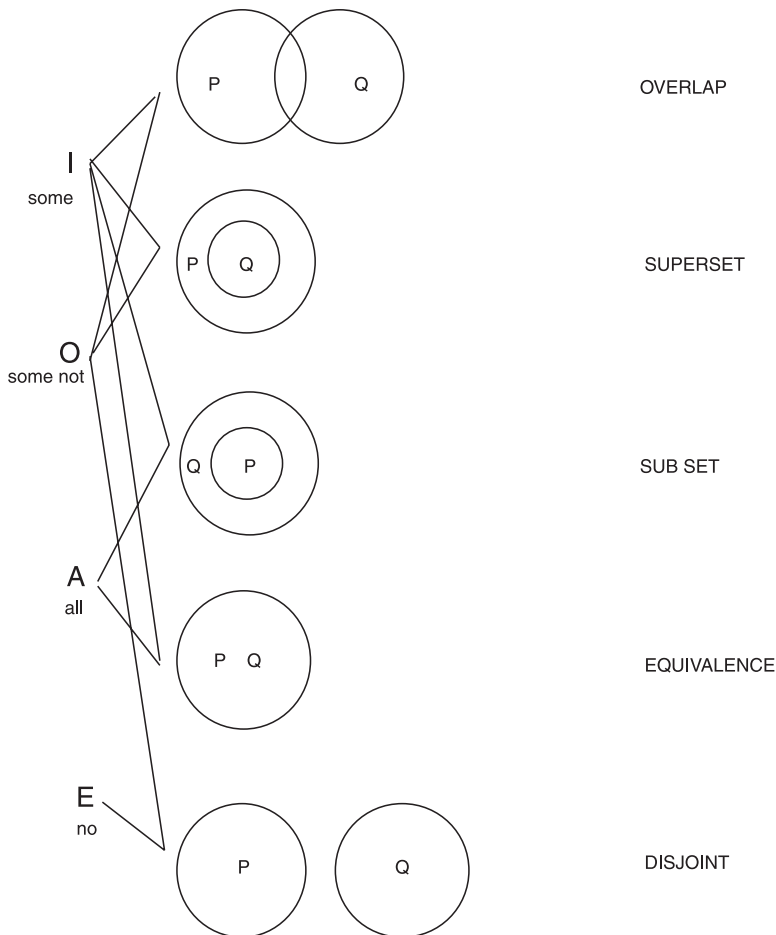 P Q OVERLAP
I
some
P Q SUPERSET
O
some not
Q P SUB SET
A
all
P Q EQUIVALENCE
E
no
P Q DISJOINT